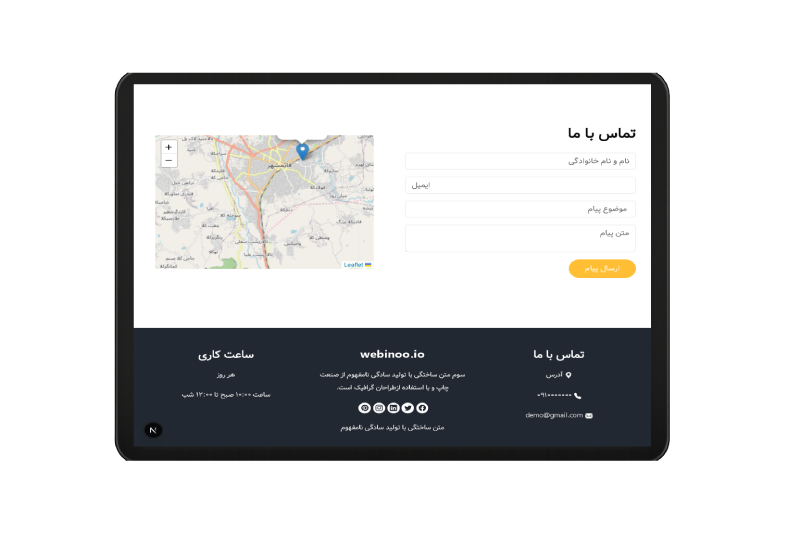 تماس با ما
نام و نام خانوادگی
ایمیل
موضوع پیام
متن پیام
ارسال پیام
+
−
قائمشهر
Leaflet
تماس با ما
آدرس
۰۹۱۰۰۰۰۰۰۰
demo@gmail.com
webinoo.io
سوم متن ساختگی با تولید سادگی نامفهوم از صنعت
چاپ و با استفاده ازطراحان گرافیک است.
متن ساختگی با تولید سادگی نامفهوم
ساعت کاری
هر روز
ساعت ۱۰:۰۰ صبح تا ۱۲:۰۰ شب
N